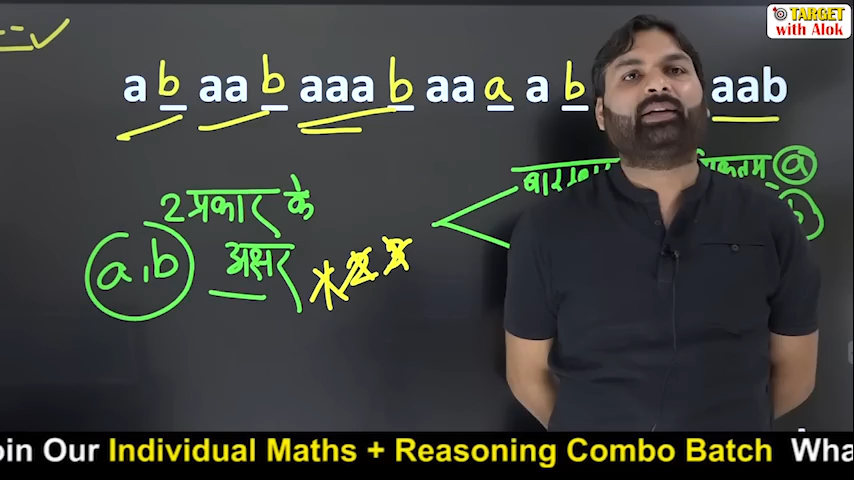 TARGET
with Alok
a b aa b aaa b aa a a b aab
2 प्रकार के
a, b अक्षर
a
b
oin Our Individual Maths + Reasoning Combo Batch Wha